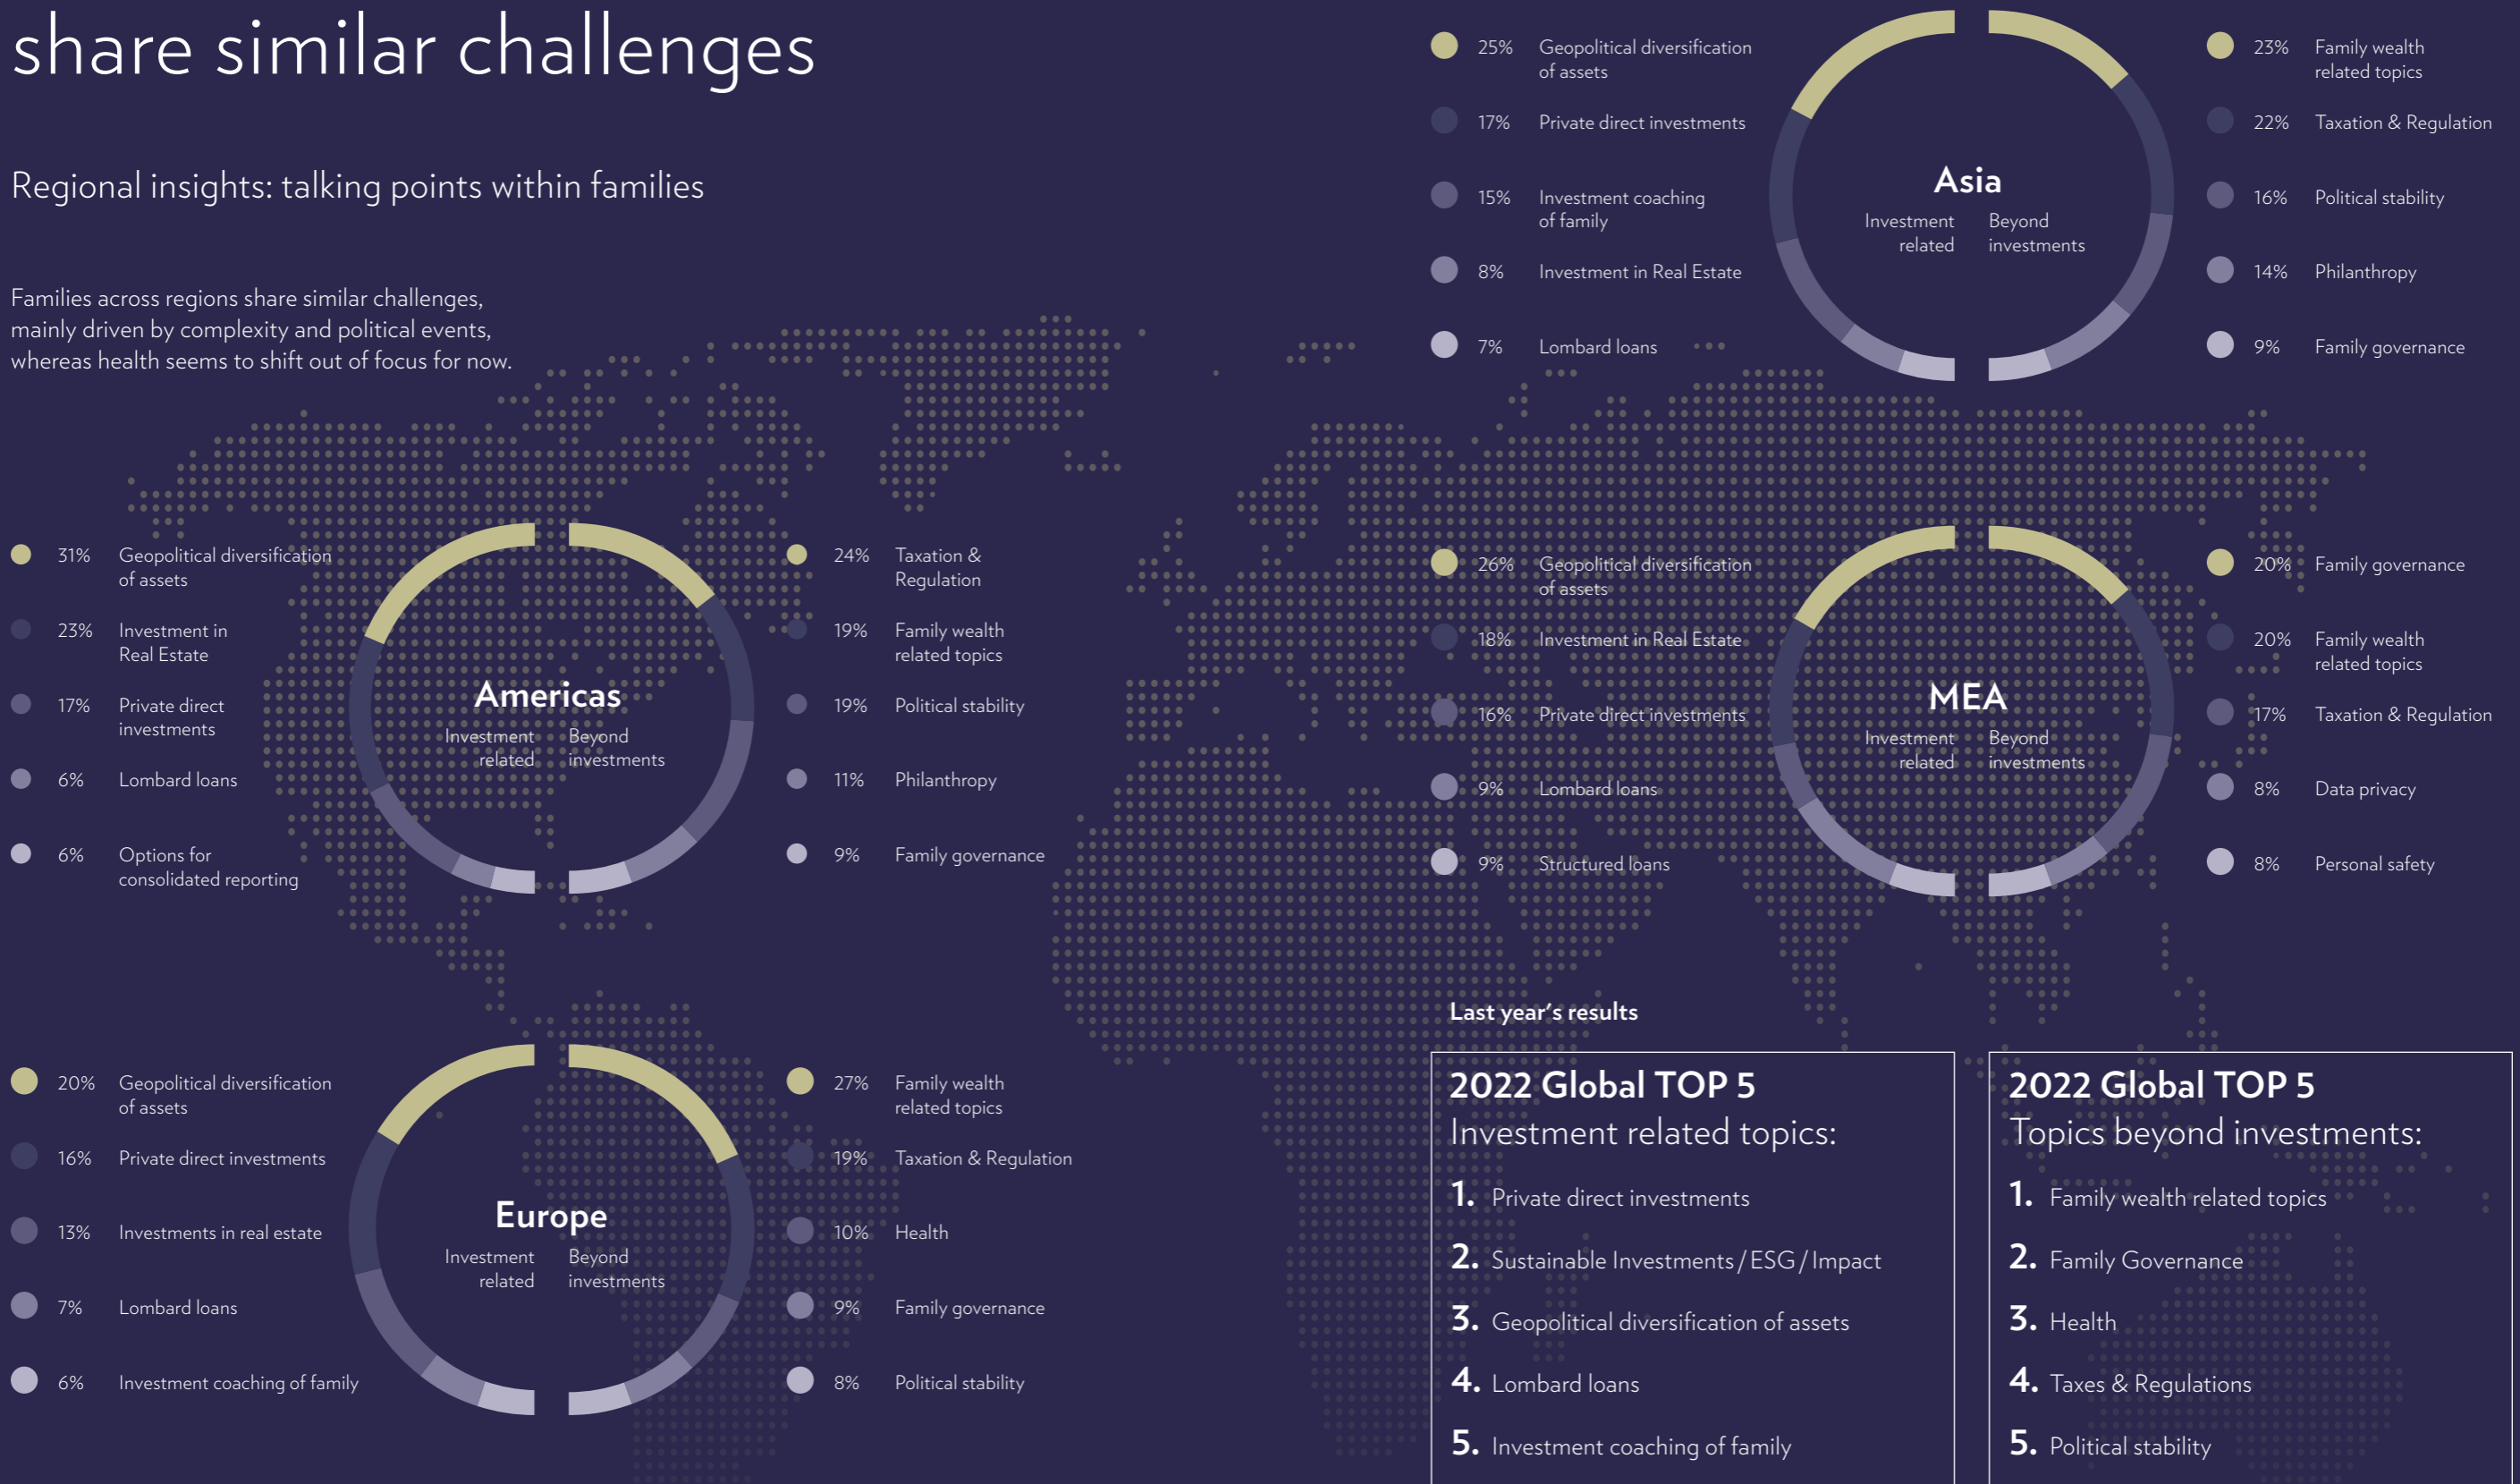 share similar challenges
Regional insights: talking points within families
Families across regions share similar challenges,
mainly driven by complexity and political events,
whereas health seems to shift out of focus for now.
25% Geopolitical diversification
of assets
17% Private direct investments
15% Investment coaching
of family
8% Investment in Real Estate
7% Lombard loans
Asia
Investment
related
Beyond
investments
23% Family wealth
related topics
22% Taxation & Regulation
16% Political stability
14% Philanthropy
9% Family governance
31% Geopolitical diversification
of assets
23% Investment in
Real Estate
17% Private direct
investments
6% Lombard loans
6% Options for
consolidated reporting
Americas
Investment
related
Beyond
investments
24% Taxation &
Regulation
19% Family wealth
related topics
19% Political stability
11% Philanthropy
9% Family governance
26% Geopolitical diversification
of assets
18% Investment in Real Estate
16% Private direct investments
9% Lombard loans
9% Structured loans
MEA
Investment
related
Beyond
investments
20% Family governance
20% Family wealth
related topics
17% Taxation & Regulation
8% Data privacy
8% Personal safety
20% Geopolitical diversification
of assets
16% Private direct investments
13% Investments in real estate
7% Lombard loans
6% Investment coaching of family
Europe
Investment
related
Beyond
investments
27% Family wealth
related topics
19% Taxation & Regulation
10% Health
9% Family governance
8% Political stability
Last year's results
2022 Global TOP 5
Investment related topics:
1. Private direct investments
2. Sustainable Investments / ESG / Impact
3. Geopolitical diversification of assets
4. Lombard loans
5. Investment coaching of family
2022 Global TOP 5
Topics beyond investments:
1. Family wealth related topics
2. Family Governance
3. Health
4. Taxes & Regulations
5. Political stability